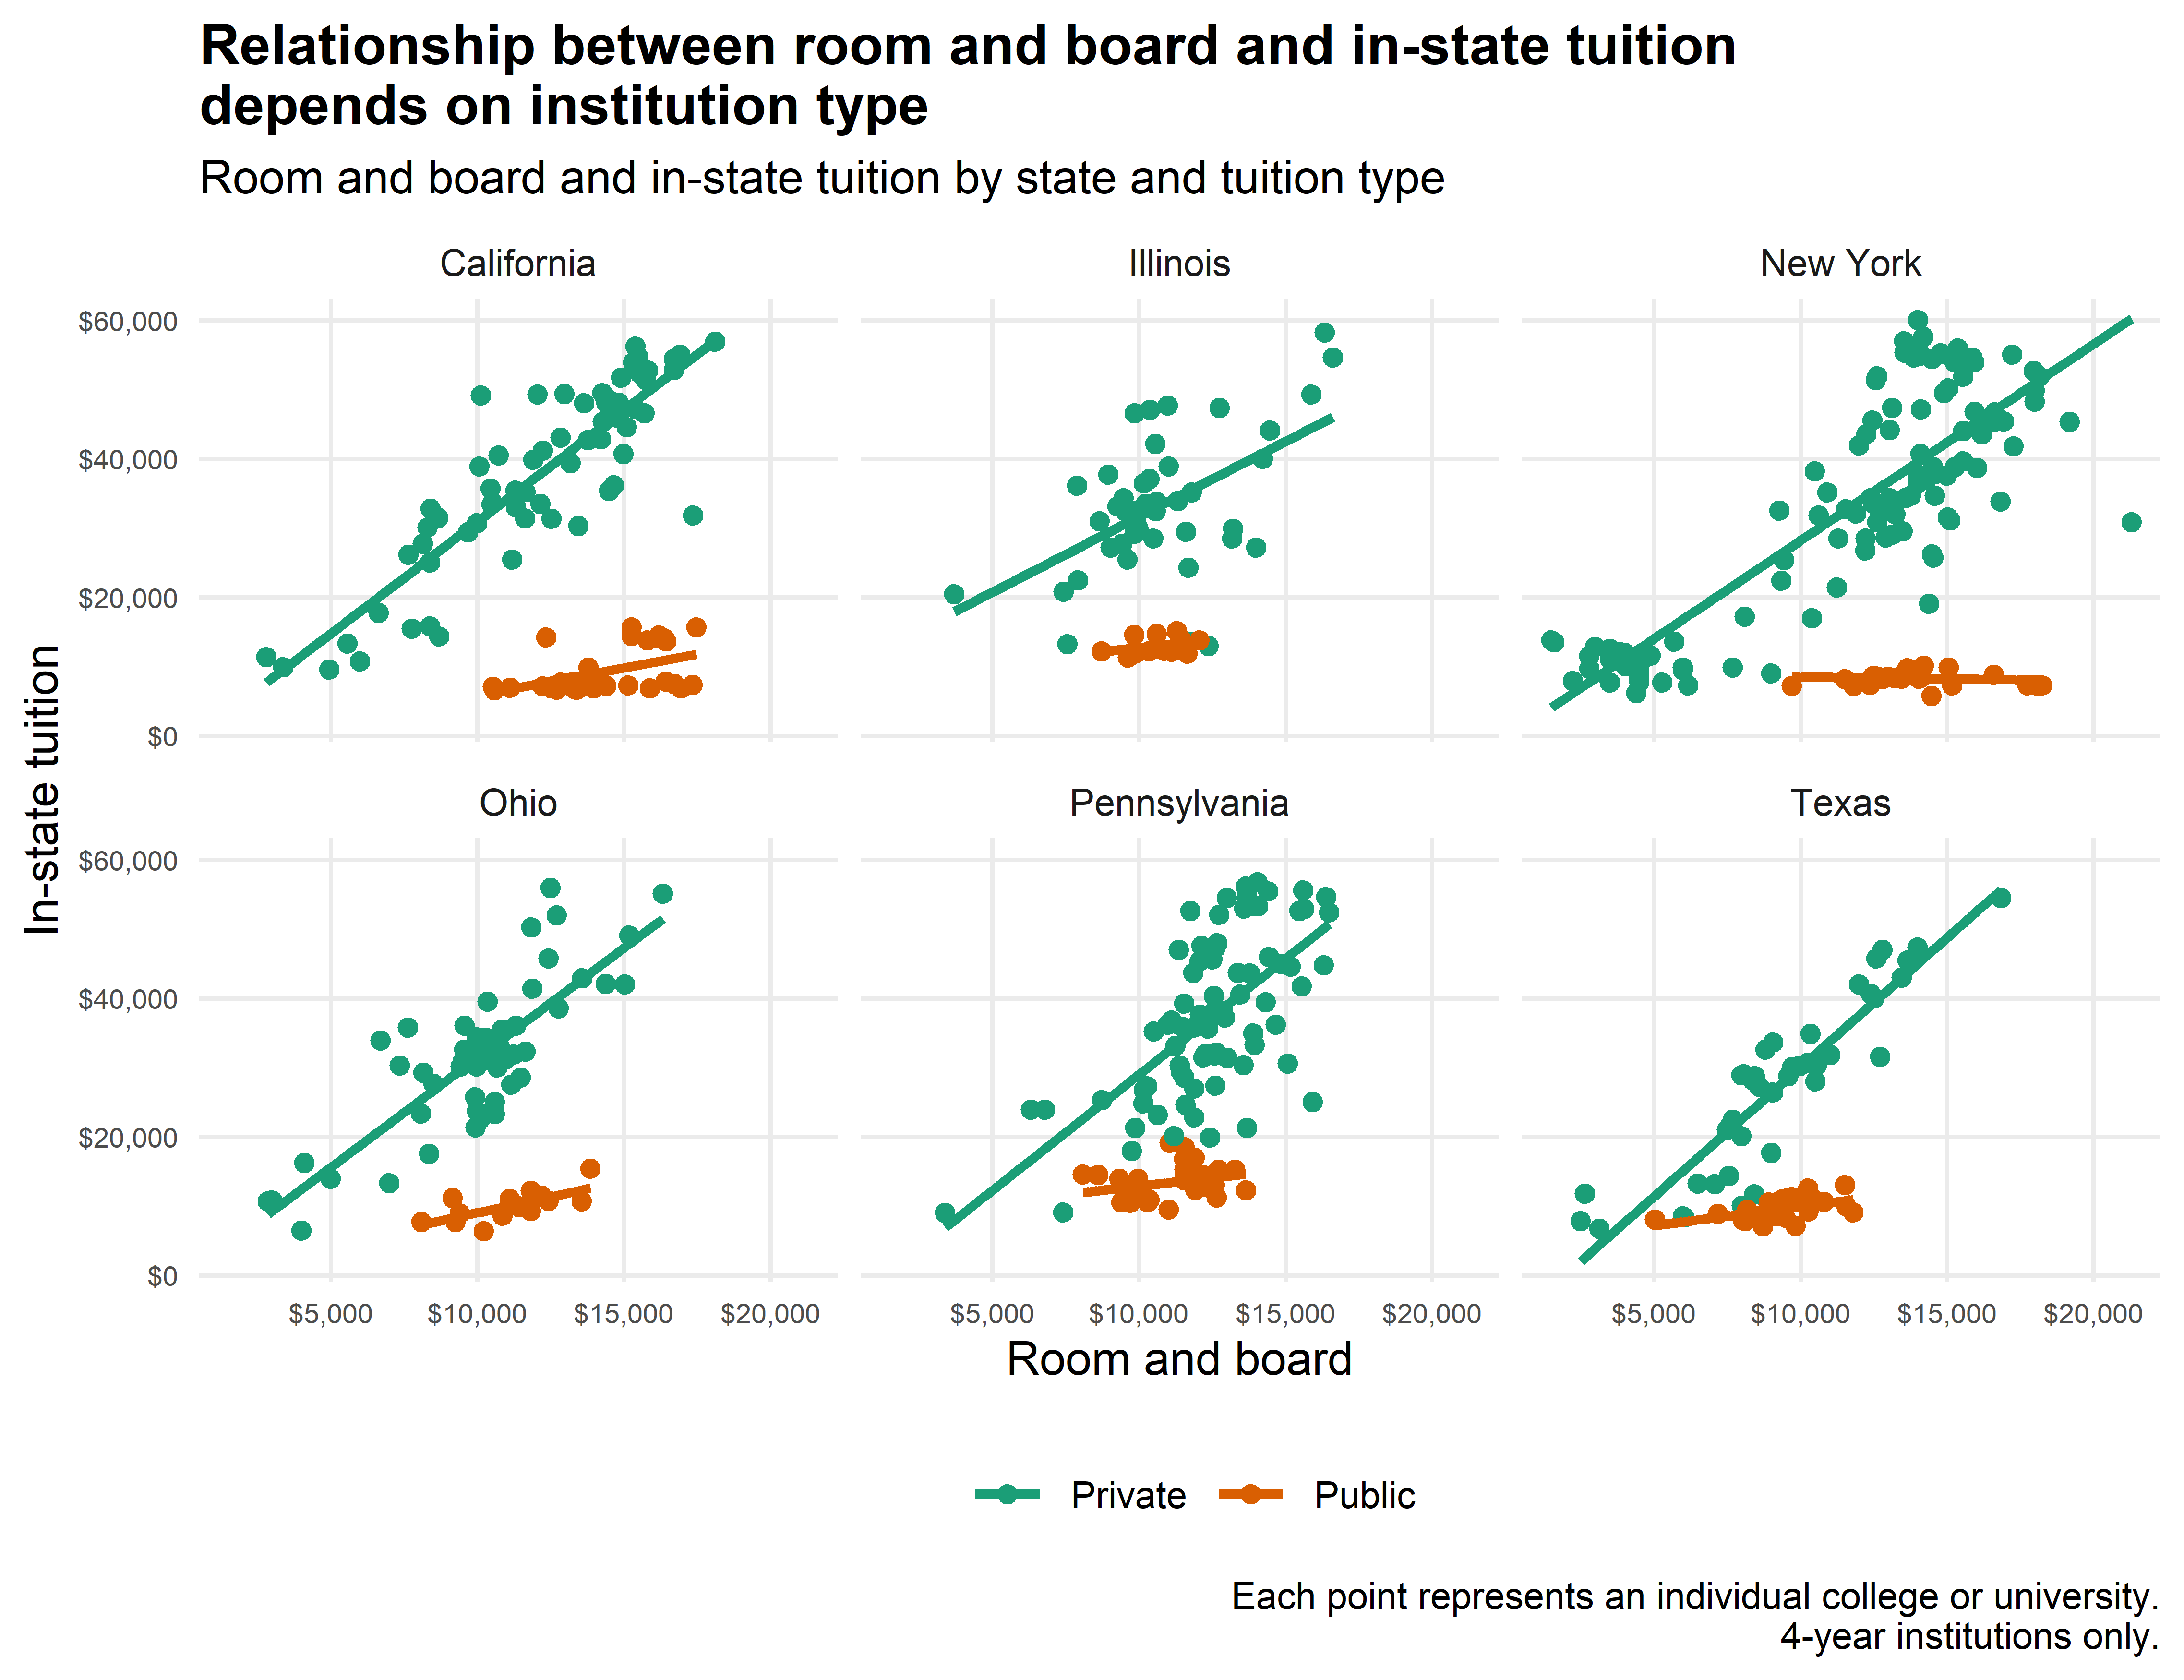 Relationship between room and board and in-state tuition
depends on institution type
Room and board and in-state tuition by state and tuition type
California
Illinois
New York
$60,000
$40,000
$20,000
$0
Ohio
Pennsylvania
Texas
$60,000
$40,000
$20,000
$0
In-state tuition
$5,000 $10,000 $15,000 $20,000
$5,000 $10,000 $15,000 $20,000
$5,000 $10,000 $15,000 $20,000
Room and board
Private
Public
Each point represents an individual college or university.
4-year institutions only.